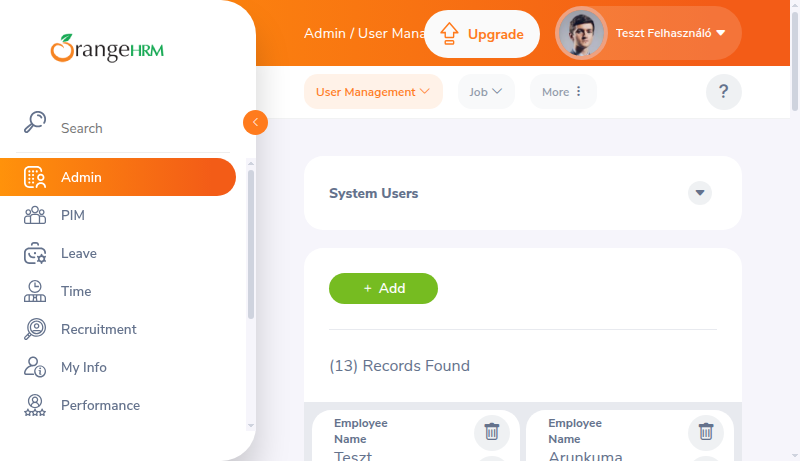 OrangeHRM
Search
Admin
PIM
Leave
Time
Recruitment
My Info
Performance
Admin / User Mana
Upgrade
Teszt Felhasználó
User Management
Job
More
?
System Users
+ Add
(13) Records Found
Employee
Name
Teszt
Employee
Name
Arunkuma